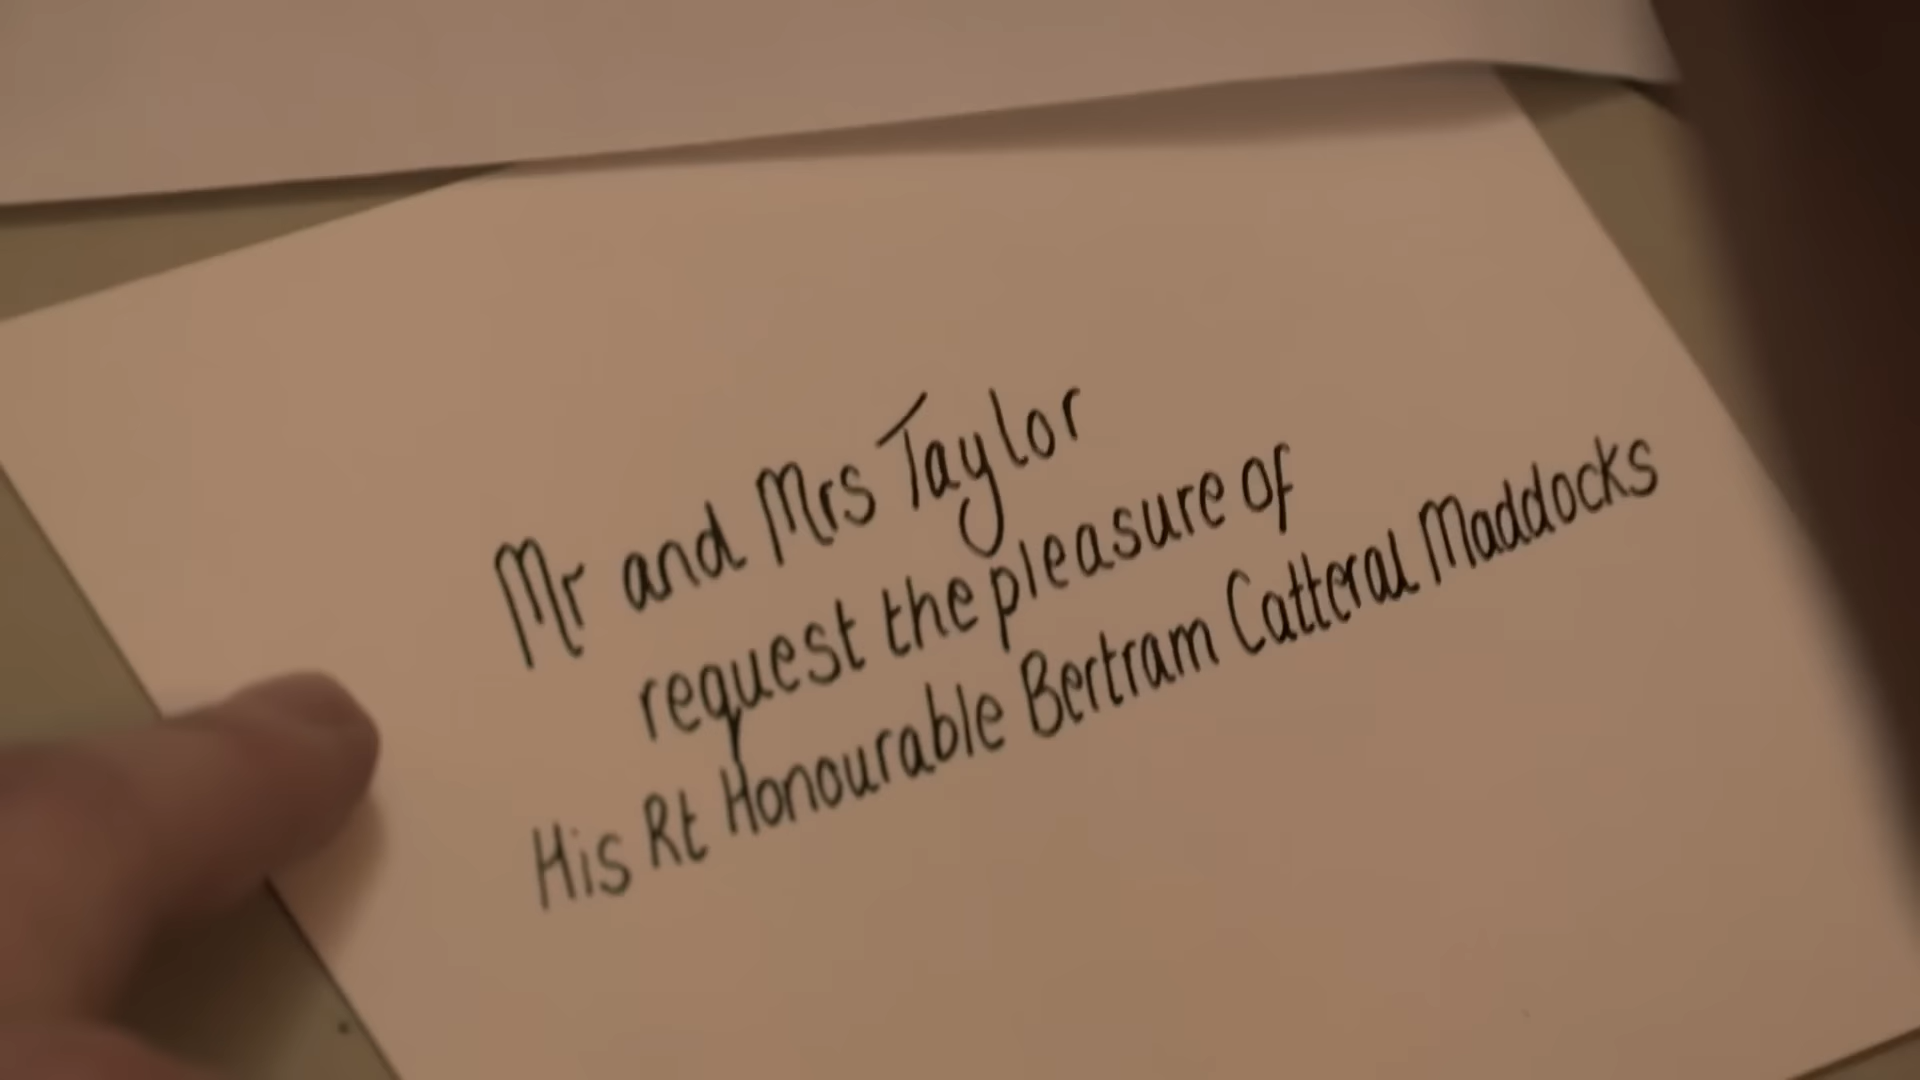 Mr and Mrs Taylor
request the pleasure of
His Rt Honourable Bertram Catteral Maddocks